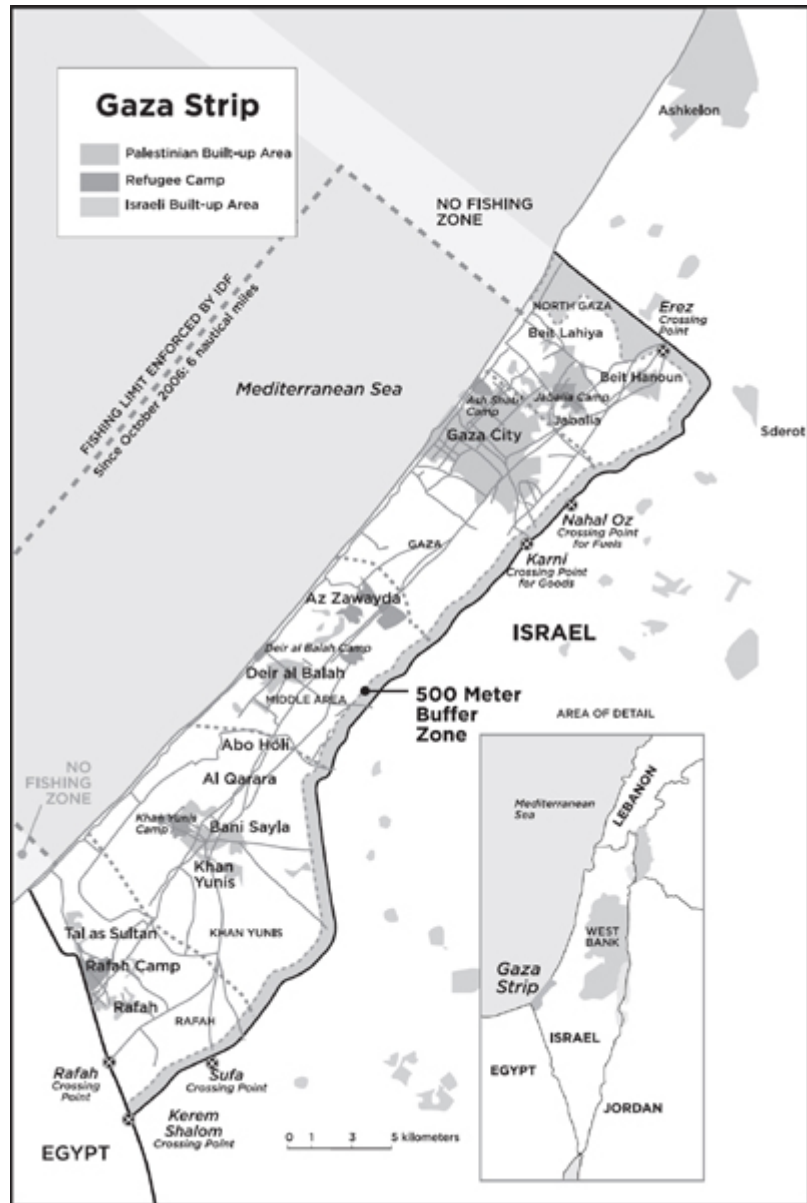 Gaza Strip
Palestinian Built-up Area
Refugee Camp
Israeli Built-up Area
Ashkelon
NO FISHING
ZONE
FISHING LIMIT ENFORCED BY IDF
Since October 2006: 6 nautical miles
Mediterranean Sea
NORTH GAZA
Beit Lahiya
Erez
Crossing
Point
Beit Hanoun
Ash Shati'
Camp
Jabalia Camp
Jabalia
Gaza City
Sderot
Nahal Oz
Crossing Point
for Fuels
Karni
Crossing Point
for Goods
GAZA
Az Zawayda
ISRAEL
Deir al Balah Camp
Deir al Balah
MIDDLE AREA
500 Meter
Buffer
Zone
Abo Holi
Al Qarara
NO
FISHING
ZONE
Khan Yunis
Camp
Bani Sayla
Khan
Yunis
Tal as Sultan
KHAN YUNIS
Rafah Camp
Rafah
RAFAH
Rafah
Crossing
Point
Sufa
Crossing Point
Kerem
Shalom
Crossing Point
EGYPT
0 1 3 5 kilometers
AREA OF DETAIL
Mediterranean
Sea
LEBANON
WEST
BANK
Gaza
Strip
ISRAEL
EGYPT
JORDAN